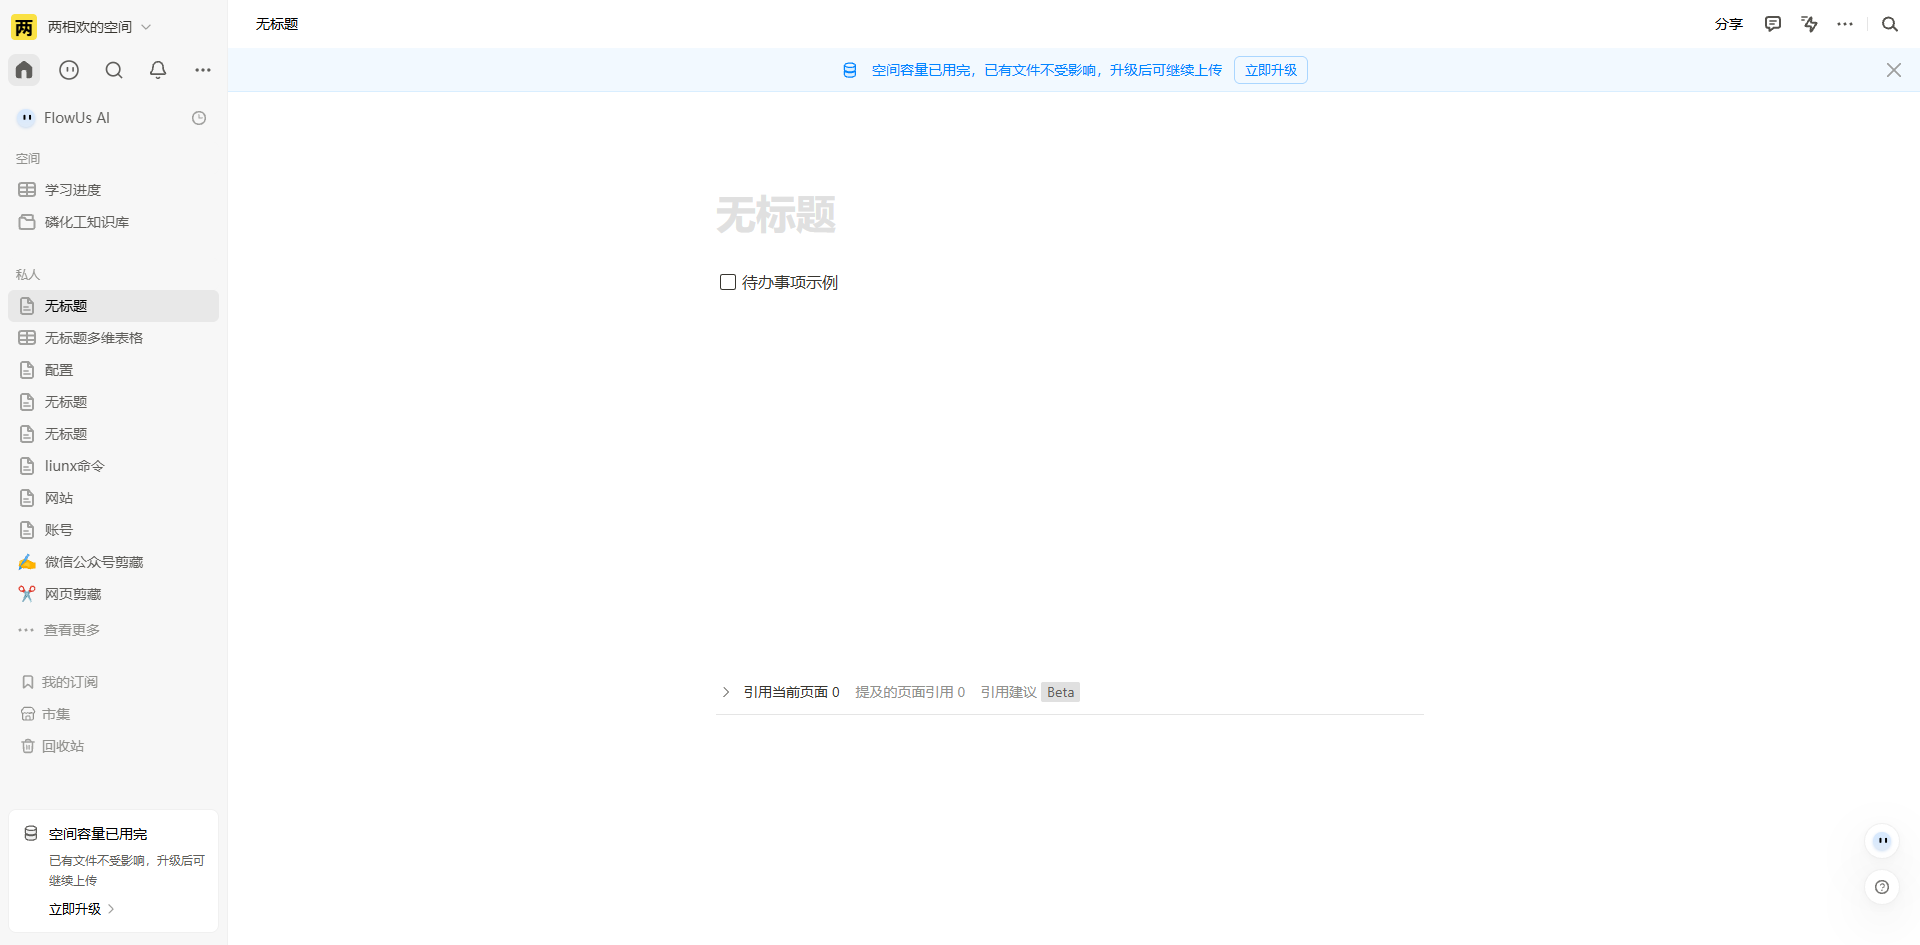 两 两相欢的空间
FlowUs AI
空间
学习进度
磷化工知识库
私人
无标题
无标题多维表格
配置
无标题
无标题
liunx命令
网站
账号
微信公众号剪藏
网页剪藏
查看更多
我的订阅
市集
回收站
空间容量已用完
已有文件不受影响，升级后可
继续上传
立即升级
无标题
分享
空间容量已用完，已有文件不受影响，升级后可继续上传 立即升级
无标题
待办事项示例
引用当前页面 0 提及的页面引用 0 引用建议 Beta